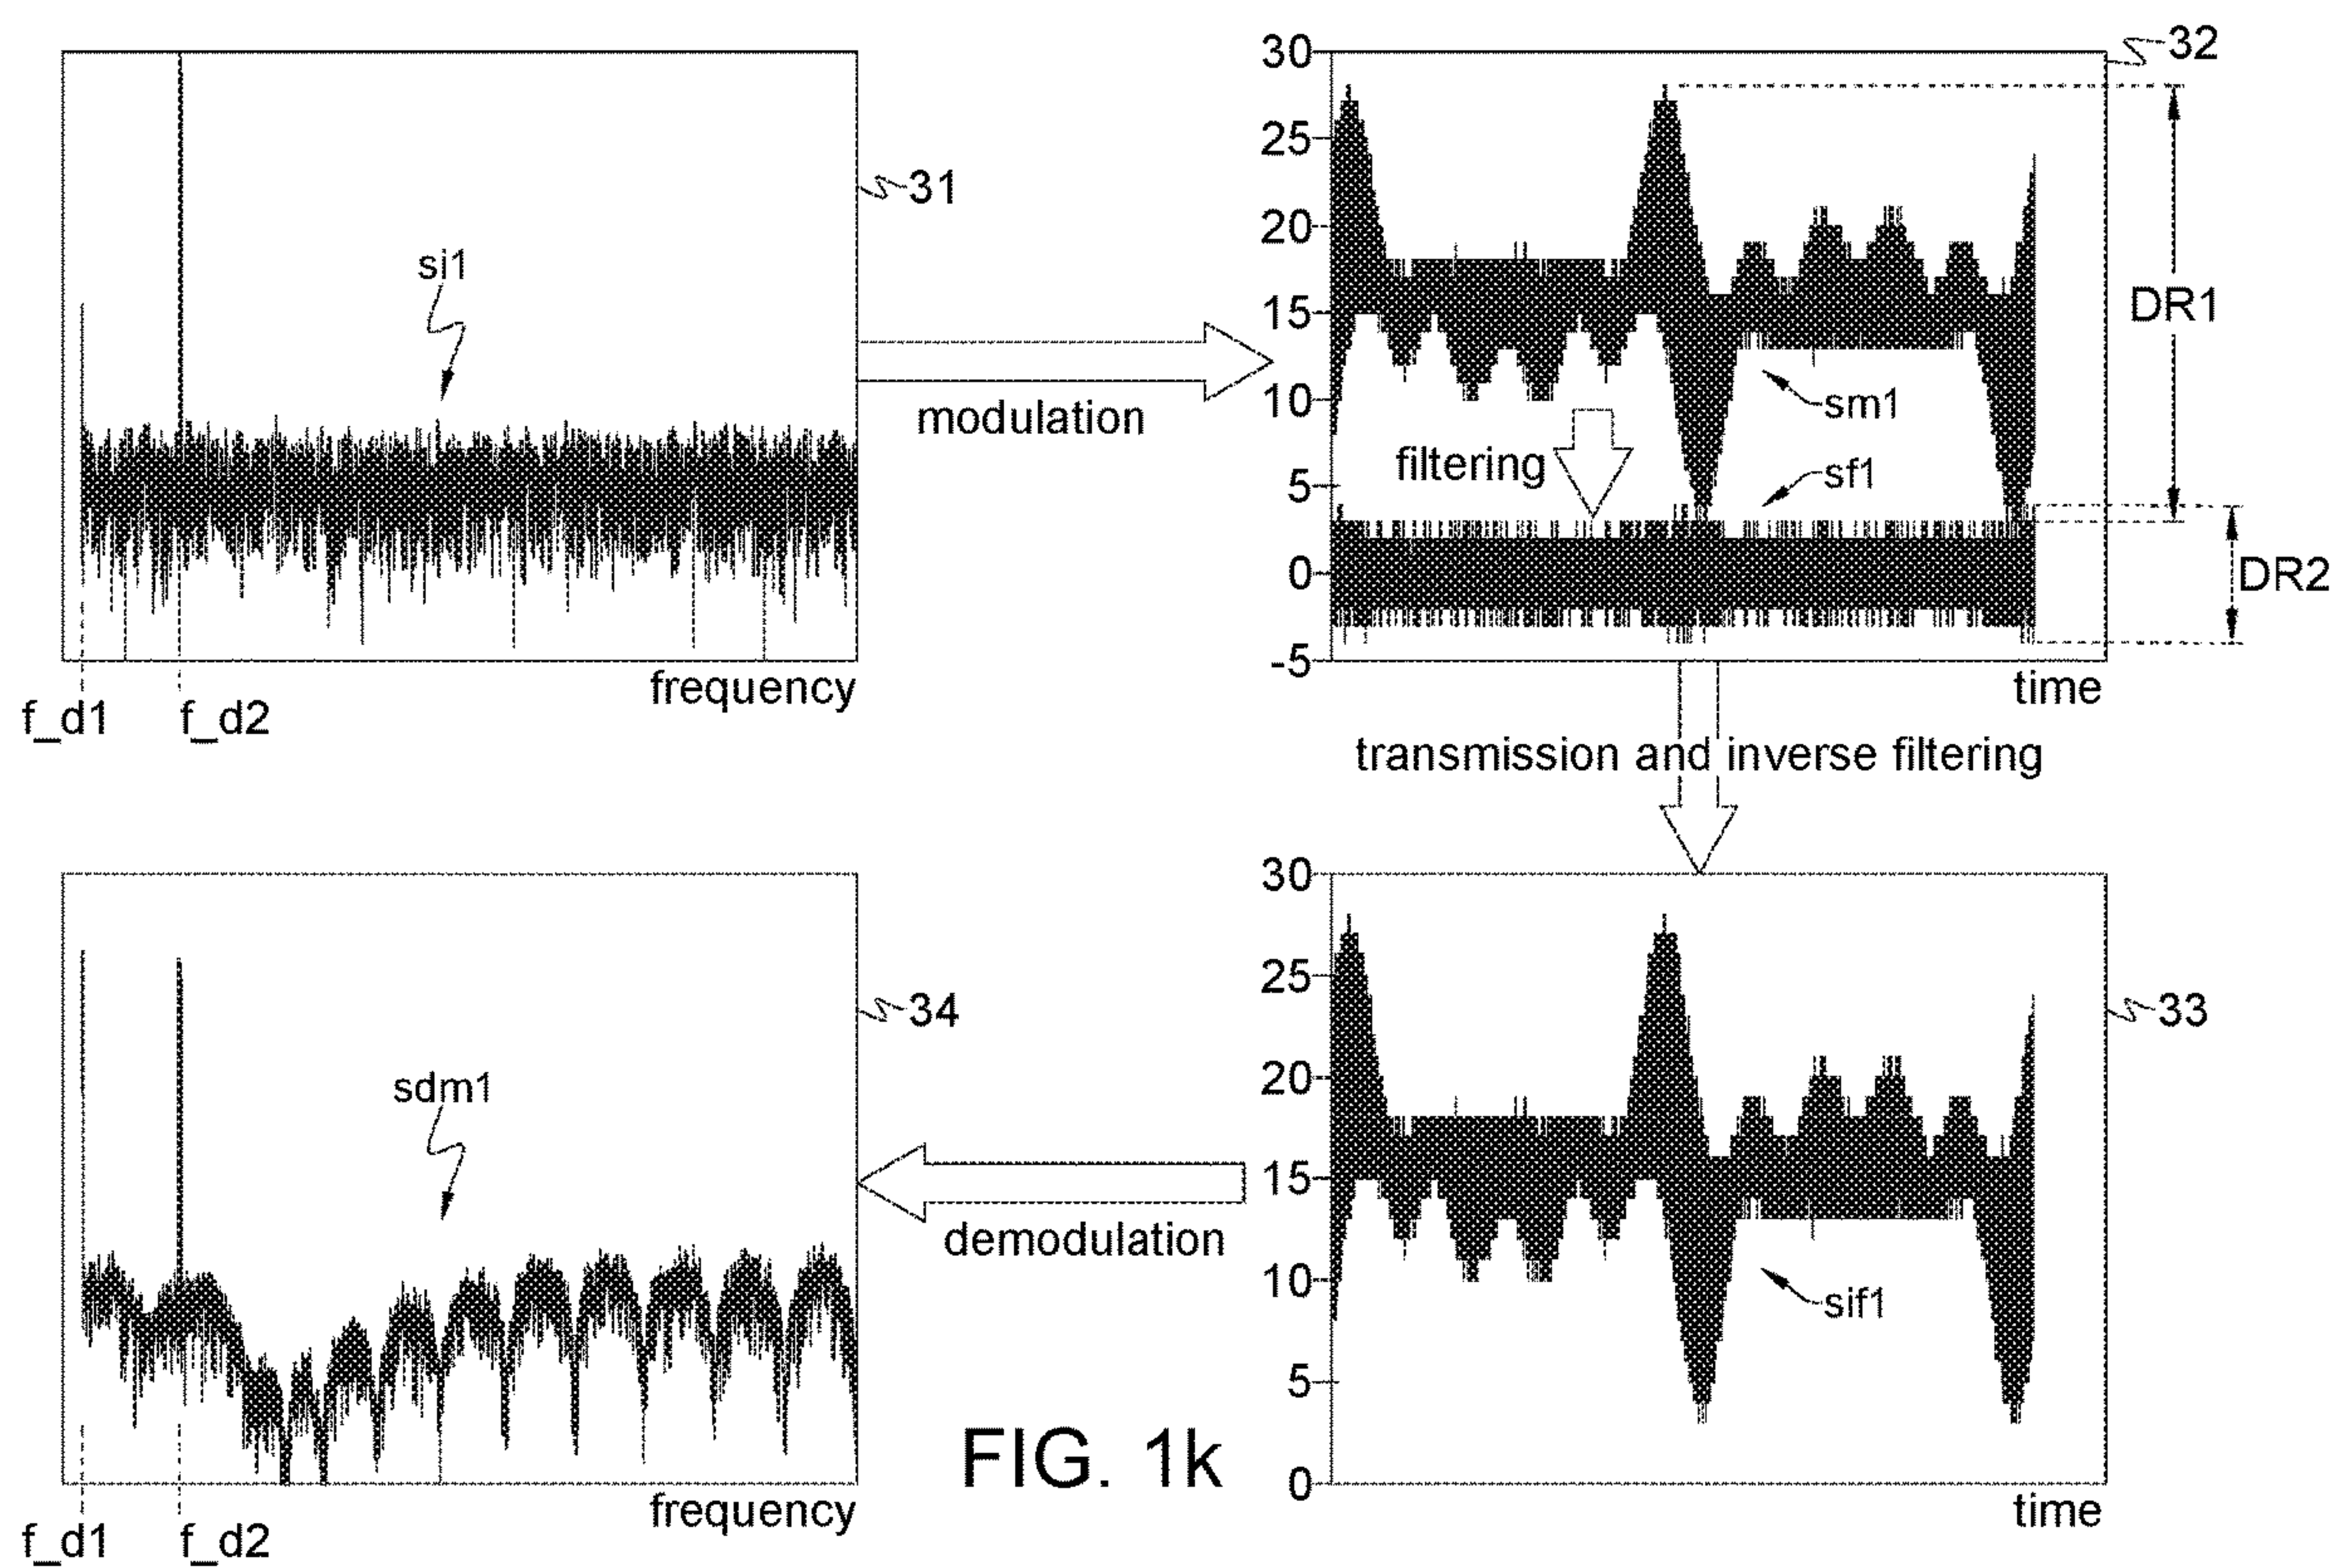 31
si1
frequency
f_d1
f_d2
modulation
30
25
20
15
10
5
0
-5
32
DR1
sm1
filtering
sf1
DR2
time
transmission and inverse filtering
34
sdm1
frequency
f_d1
f_d2
demodulation
30
25
20
15
10
5
0
33
sif1
time
FIG. 1k